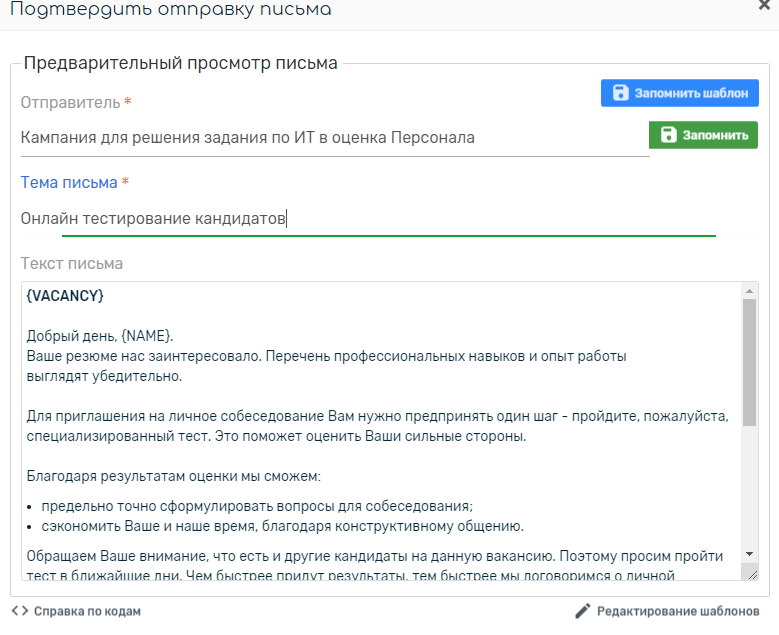 Подтвердить отправку письма
Предварительный просмотр письма
Отправитель *
Запомнить шаблон
Кампания для решения задания по ИТ в оценка Персонала
Запомнить
Тема письма *
Онлайн тестирование кандидатов
Текст письма
{VACANCY}
Добрый день, {NAME}.
Ваше резюме нас заинтересовало. Перечень профессиональных навыков и опыт работы
выглядят убедительно.
Для приглашения на личное собеседование Вам нужно предпринять один шаг - пройдите, пожалуйста,
специализированный тест. Это поможет оценить Ваши сильные стороны.
Благодаря результатам оценки мы сможем:
• предельно точно сформулировать вопросы для собеседования;
• сэкономить Ваше и наше время, благодаря конструктивному общению.
Обращаем Ваше внимание, что есть и другие кандидаты на данную вакансию. Поэтому просим пройти
тест в ближайшие дни. Чем быстрее придут результаты, тем быстрее мы договоримся о личной
<> Справка по кодам
Редактирование шаблонов